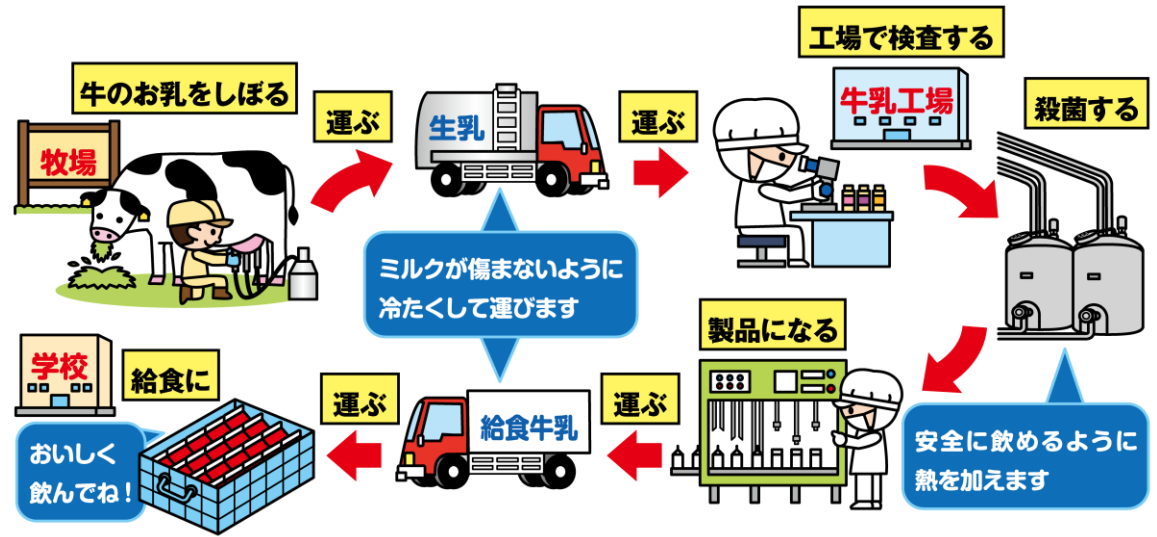 牛のお乳をしぼる
牧場
運ぶ
生乳
運ぶ
工場で検査する
牛乳工場
殺菌する
ミルクが傷まないように
冷たくして運びます
安全に飲めるように
熱を加えます
製品になる
運ぶ
給食牛乳
運ぶ
給食に
学校
おいしく
飲んでね!